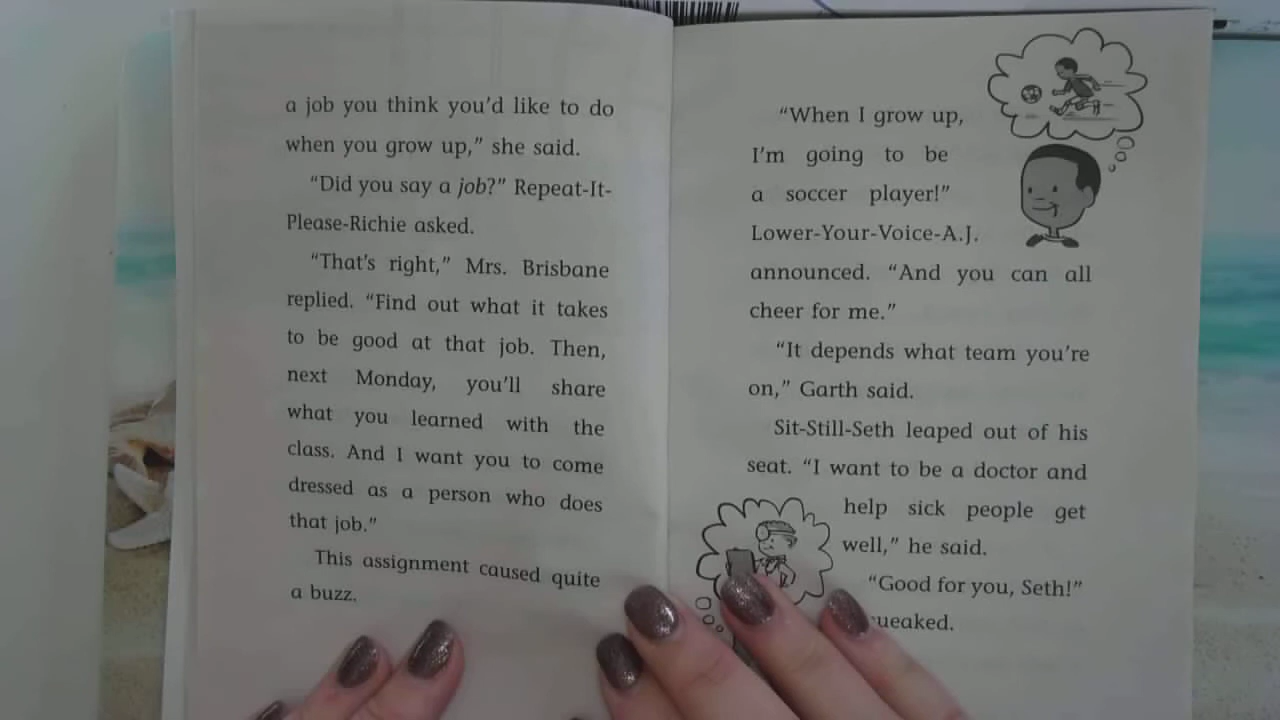 a job you think you'd like to do
when you grow up," she said.
"Did you say a job?" Repeat-It-
Please-Richie asked.
"That's right," Mrs. Brisbane
replied. "Find out what it takes
to be good at that job. Then,
next Monday, you'll share
what you learned with the
class. And I want you to come
dressed as a person who does
that job."
This assignment caused quite
a buzz.
"When I grow up,
I'm going to be
a soccer player!"
Lower-Your-Voice-A.J.
announced. "And you can all
cheer for me."
"It depends what team you're
on," Garth said.
Sit-Still-Seth leaped out of his
seat. "I want to be a doctor and
help sick people get
well," he said.
"Good for you, Seth!"